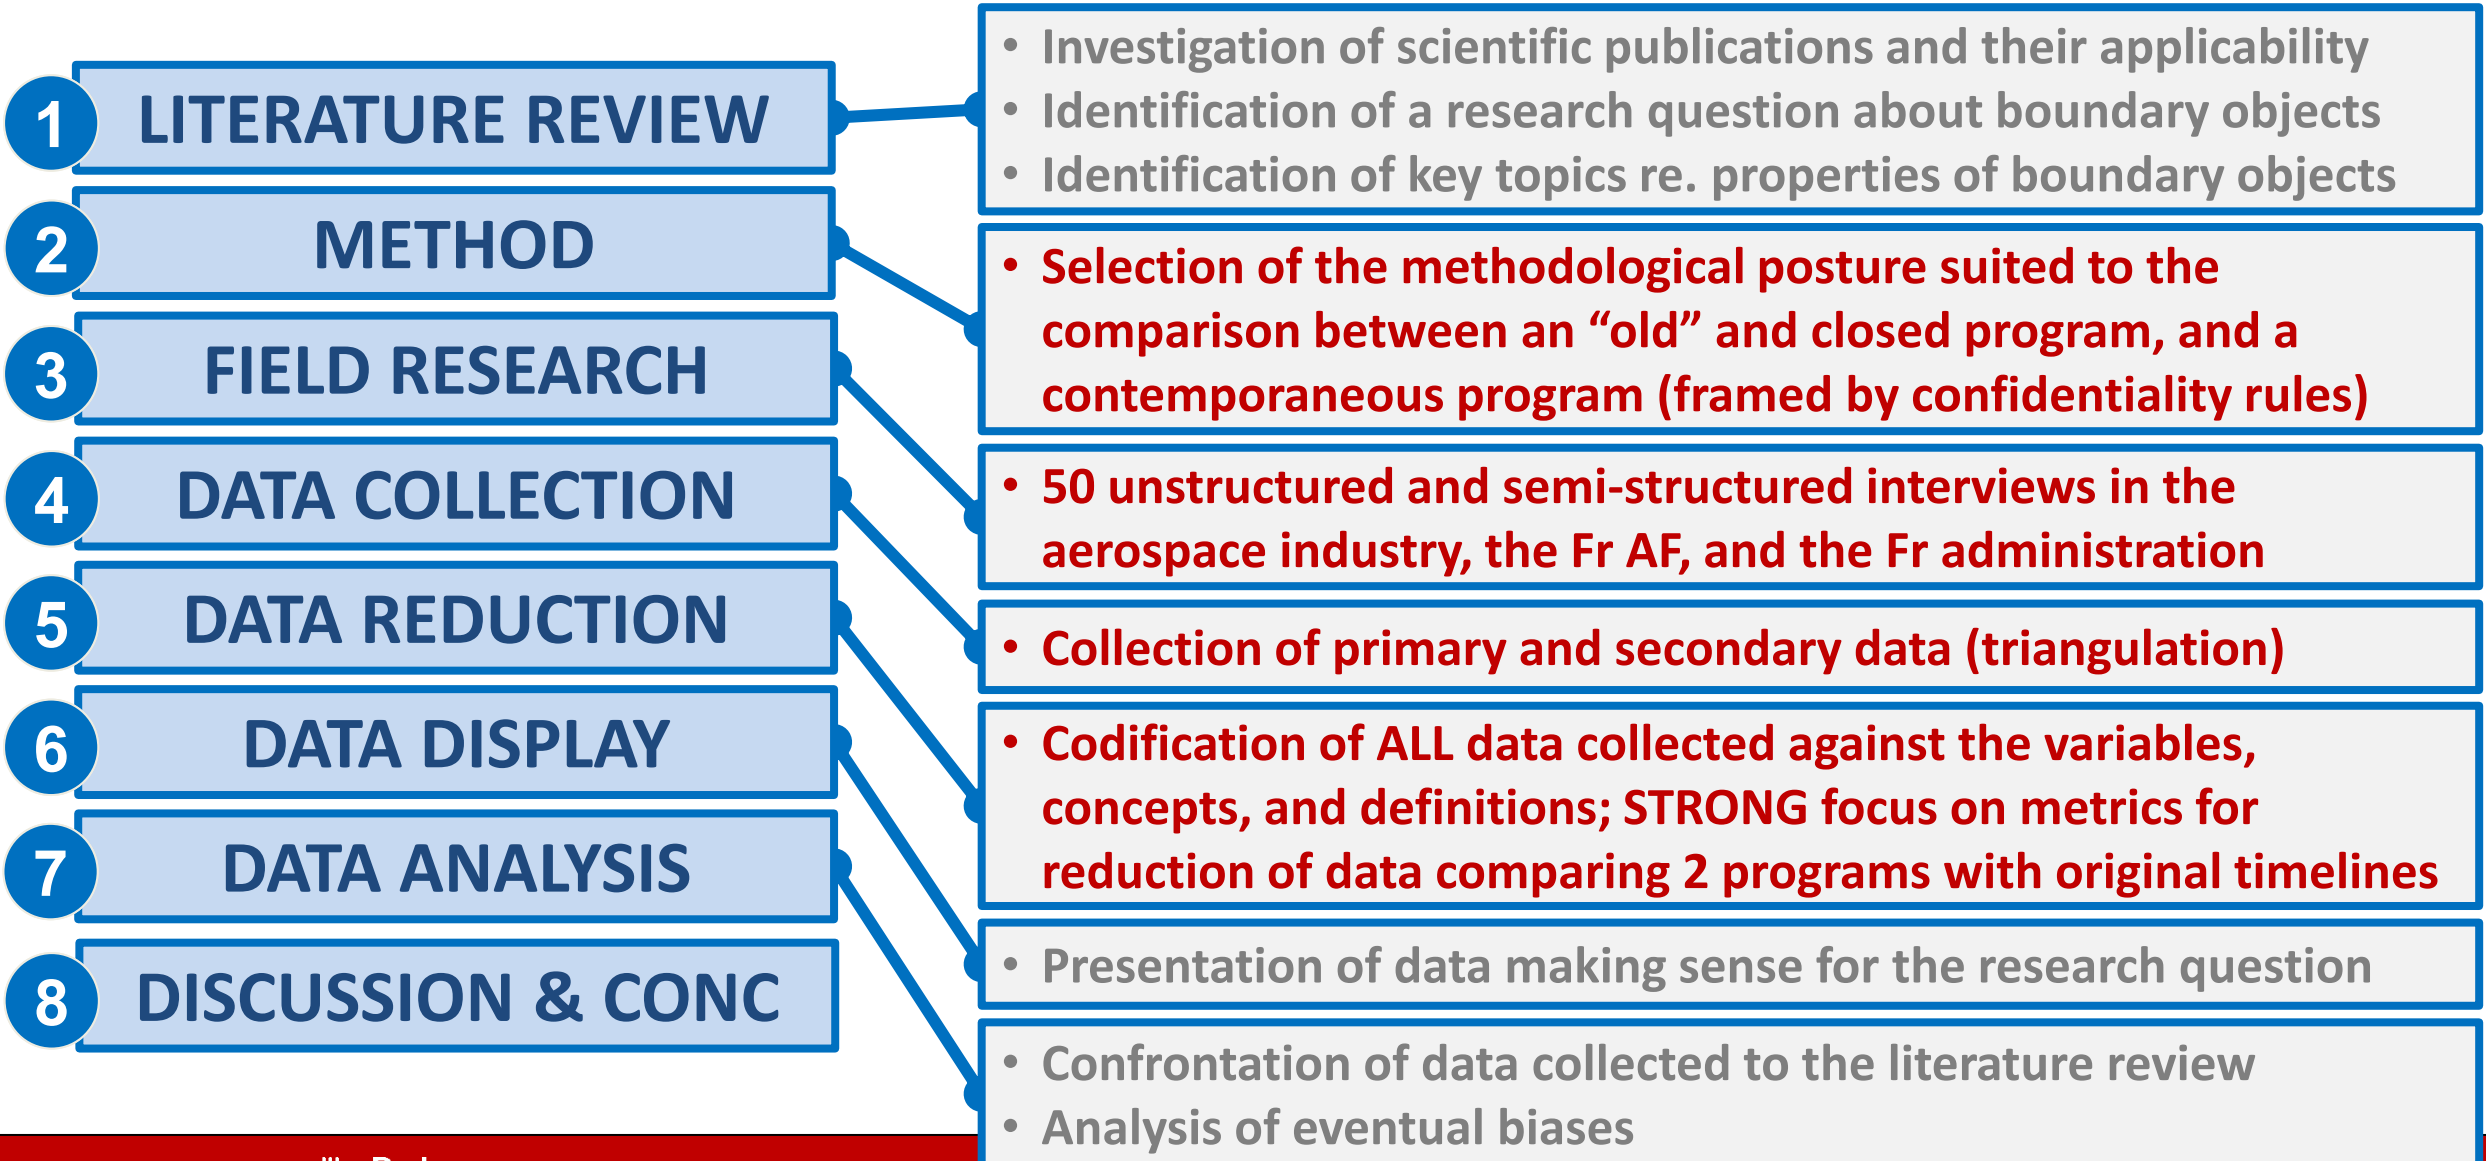 1 LITERATURE REVIEW
2 METHOD
3 FIELD RESEARCH
4 DATA COLLECTION
5 DATA REDUCTION
6 DATA DISPLAY
7 DATA ANALYSIS
8 DISCUSSION & CONC
• Investigation of scientific publications and their applicability
• Identification of a research question about boundary objects
• Identification of key topics re. properties of boundary objects
• Selection of the methodological posture suited to the
comparison between an “old” and closed program, and a
contemporaneous program (framed by confidentiality rules)
• 50 unstructured and semi-structured interviews in the
aerospace industry, the Fr AF, and the Fr administration
• Collection of primary and secondary data (triangulation)
• Codification of ALL data collected against the variables,
concepts, and definitions; STRONG focus on metrics for
reduction of data comparing 2 programs with original timelines
• Presentation of data making sense for the research question
• Confrontation of data collected to the literature review
• Analysis of eventual biases